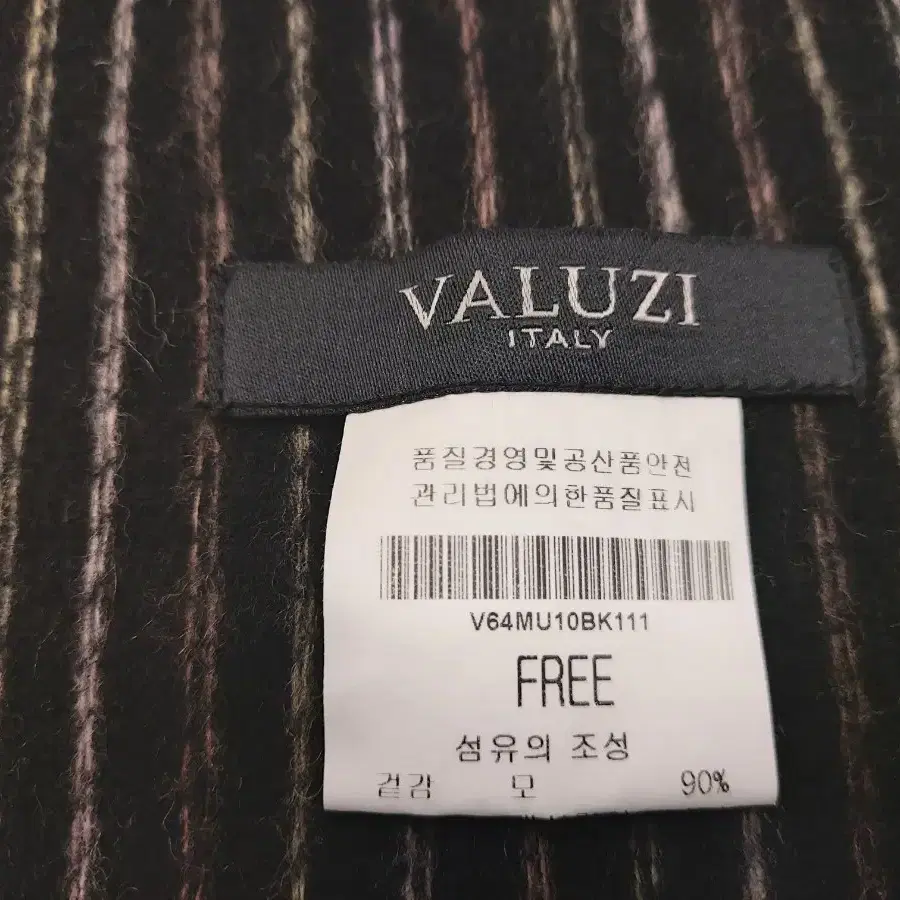 VALUZI
ITALY
품질경영및공산품안전
관리법에의한품질표시
V64MU10BK111
FREE
섬유의 조성
겉감 모 90%